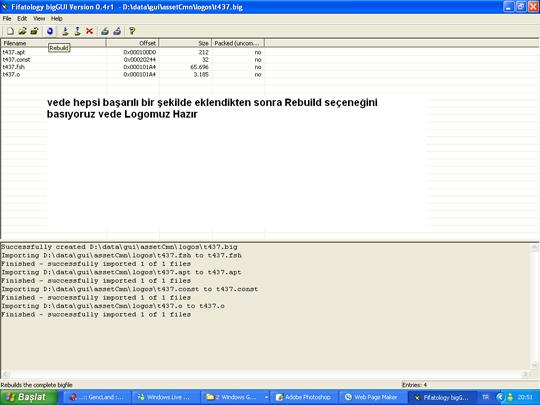 Fifatology bigGUI Version 0.4r1 - D:\data\gui\assetCmn\logos\t437.big
File Edit View Help
Rebuild
Filename Offset Size Packed (uncom...
t437.apt 0x000100D0 212 no
t437.const 0x00020244 32 no
t437.fsh 0x000101A4 65.696 no
t437.o 0x000101A4 3.185 no
vede hepsi başarılı bir şekilde eklendikten sonra Rebuild seçeneğini
basıyoruz vede Logomuz Hazır
Successfully created D:\data\gui\assetCmn\logos\t437.big
Importing D:\data\gui\assetCmn\logos\t437.fsh to t437.fsh
Finished - successfully imported 1 of 1 files
Importing D:\data\gui\assetCmn\logos\t437.apt to t437.apt
Finished - successfully imported 1 of 1 files
Importing D:\data\gui\assetCmn\logos\t437.const to t437.const
Finished - successfully imported 1 of 1 files
Importing D:\data\gui\assetCmn\logos\t437.o to t437.o
Finished - successfully imported 1 of 1 files
Rebuilds the complete bigfile Entries: 4
Başlat ..:: GencLand :... Windows Live ... 2 Windows G... Adobe Photoshop Web Page Maker Fifatology bigG... TR 20:51